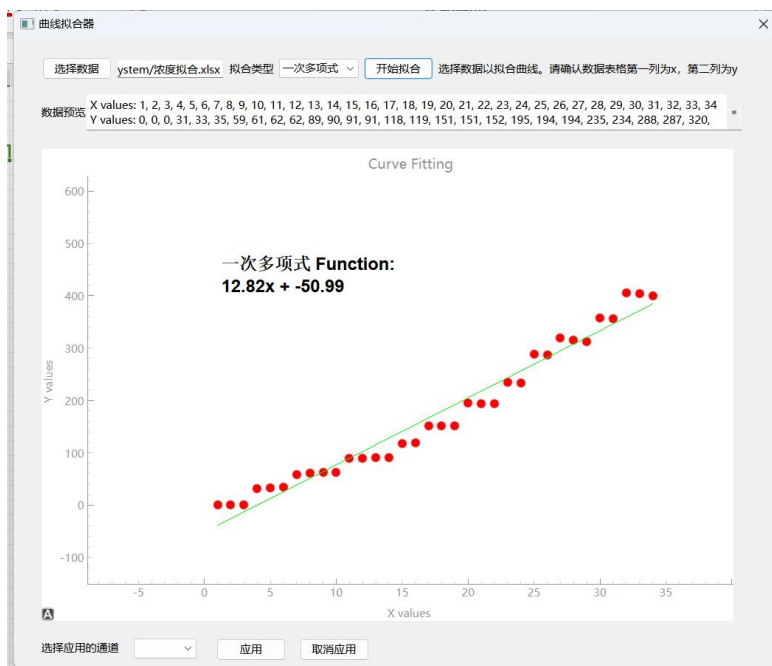 曲线拟合器
选择数据 ystem/浓度拟合.xlsx 拟合类型 一次多项式 开始拟合 选择数据以拟合曲线。请确认数据表格第一列为x，第二列为y
数据预览
X values: 1, 2, 3, 4, 5, 6, 7, 8, 9, 10, 11, 12, 13, 14, 15, 16, 17, 18, 19, 20, 21, 22, 23, 24, 25, 26, 27, 28, 29, 30, 31, 32, 33, 34
Y values: 0, 0, 0, 31, 33, 35, 59, 61, 62, 62, 89, 90, 91, 91, 118, 119, 151, 151, 152, 195, 194, 194, 235, 234, 288, 287, 320,
Curve Fitting
一次多项式 Function:
12.82x + -50.99
600
500
400
300
200
100
0
-100
Y values
-5 0 5 10 15 20 25 30 35
X values
A
选择应用的通道 应用 取消应用